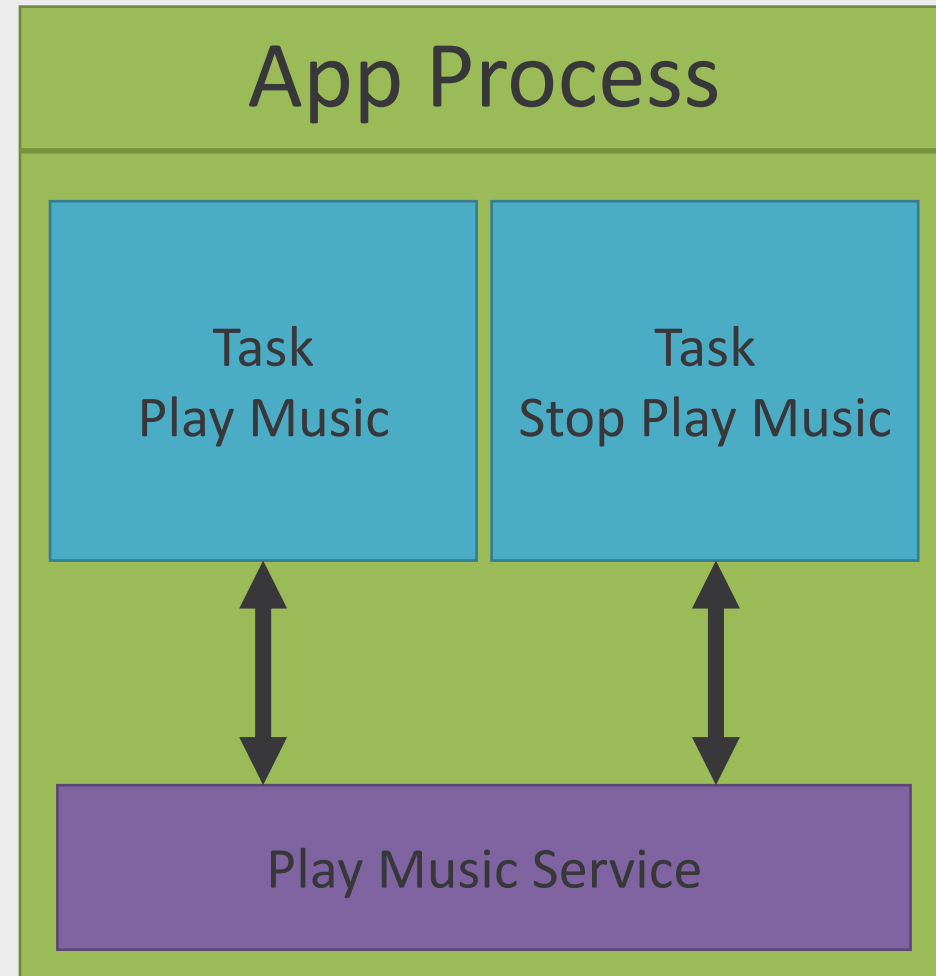 App Process
Task
Play Music
Task
Stop Play Music
Play Music Service